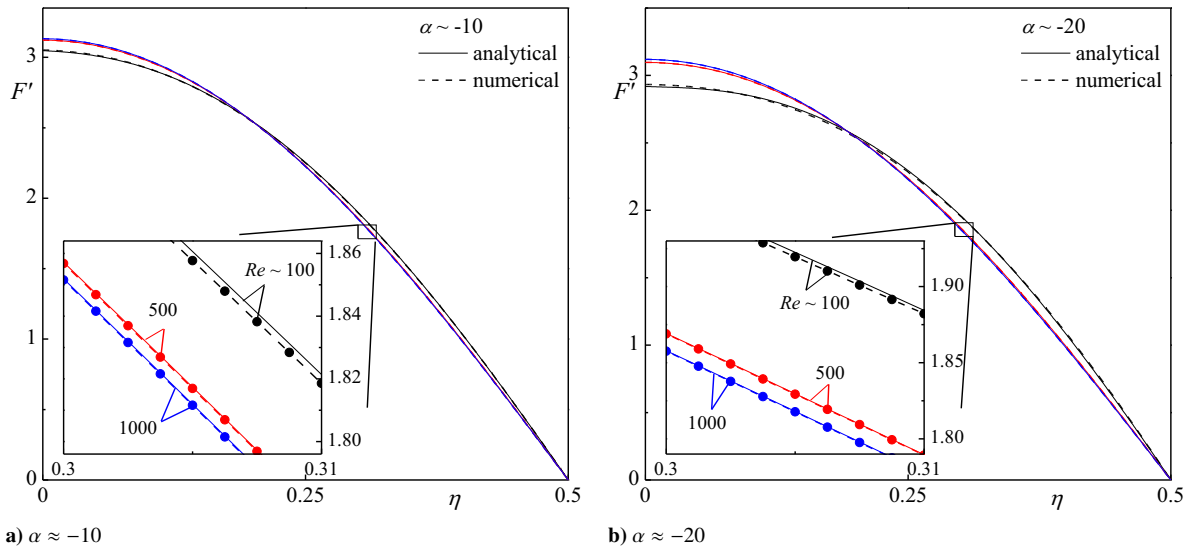 α ~ -10
analytical
numerical
3
F′
2
1
0
Re ~ 100
500
1000
1.86
1.84
1.82
1.80
0.3
0.31
0
0.25
η
0.5
a) α ≈ −10
α ~ -20
analytical
numerical
3
F′
2
1
0
Re ~ 100
500
1000
1.90
1.85
1.80
0.3
0.31
0
0.25
η
0.5
b) α ≈ −20